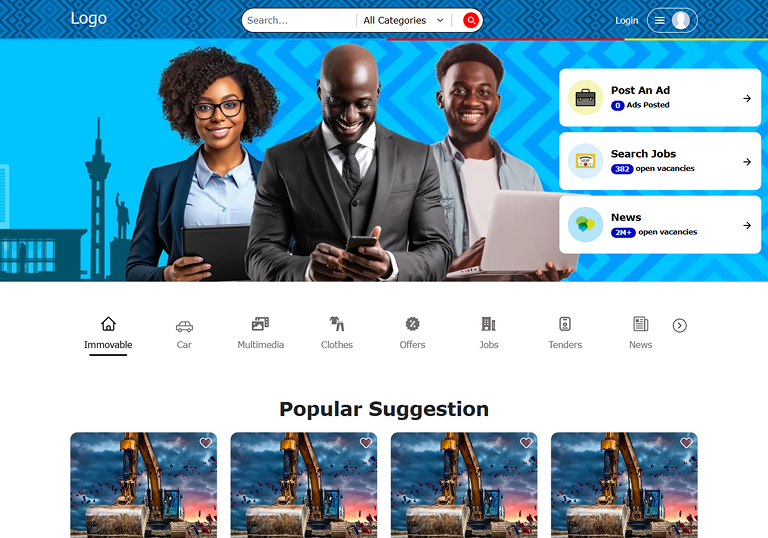 Logo
Search...
All Categories
Login
Post An Ad
0 Ads Posted
Search Jobs
382 open vacancies
News
2M+ open vacancies
Immovable
Car
Multimedia
Clothes
Offers
Jobs
Tenders
News
Popular Suggestion